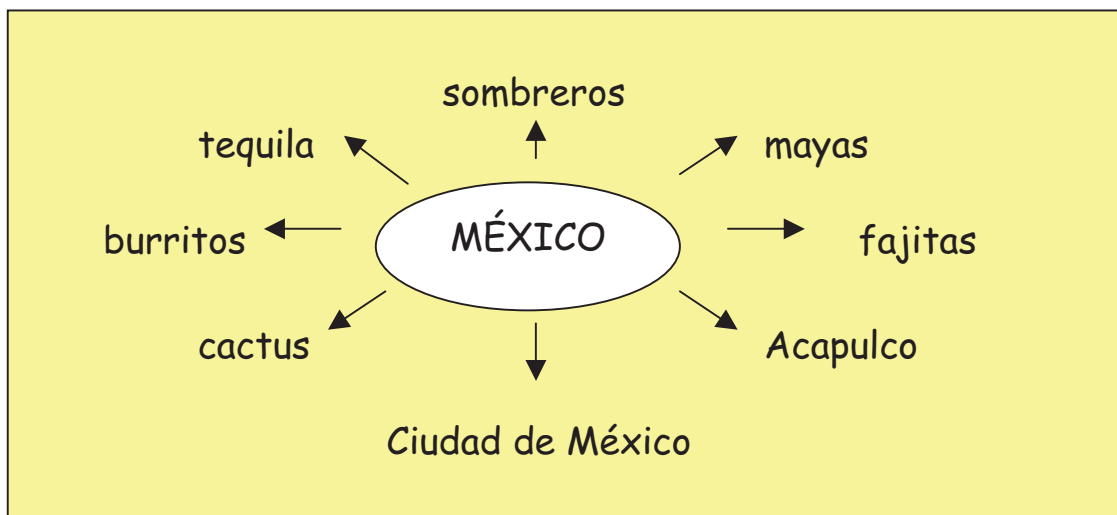 sombreros
tequila
mayas
burritos
MÉXICO
fajitas
cactus
Acapulco
Ciudad de México